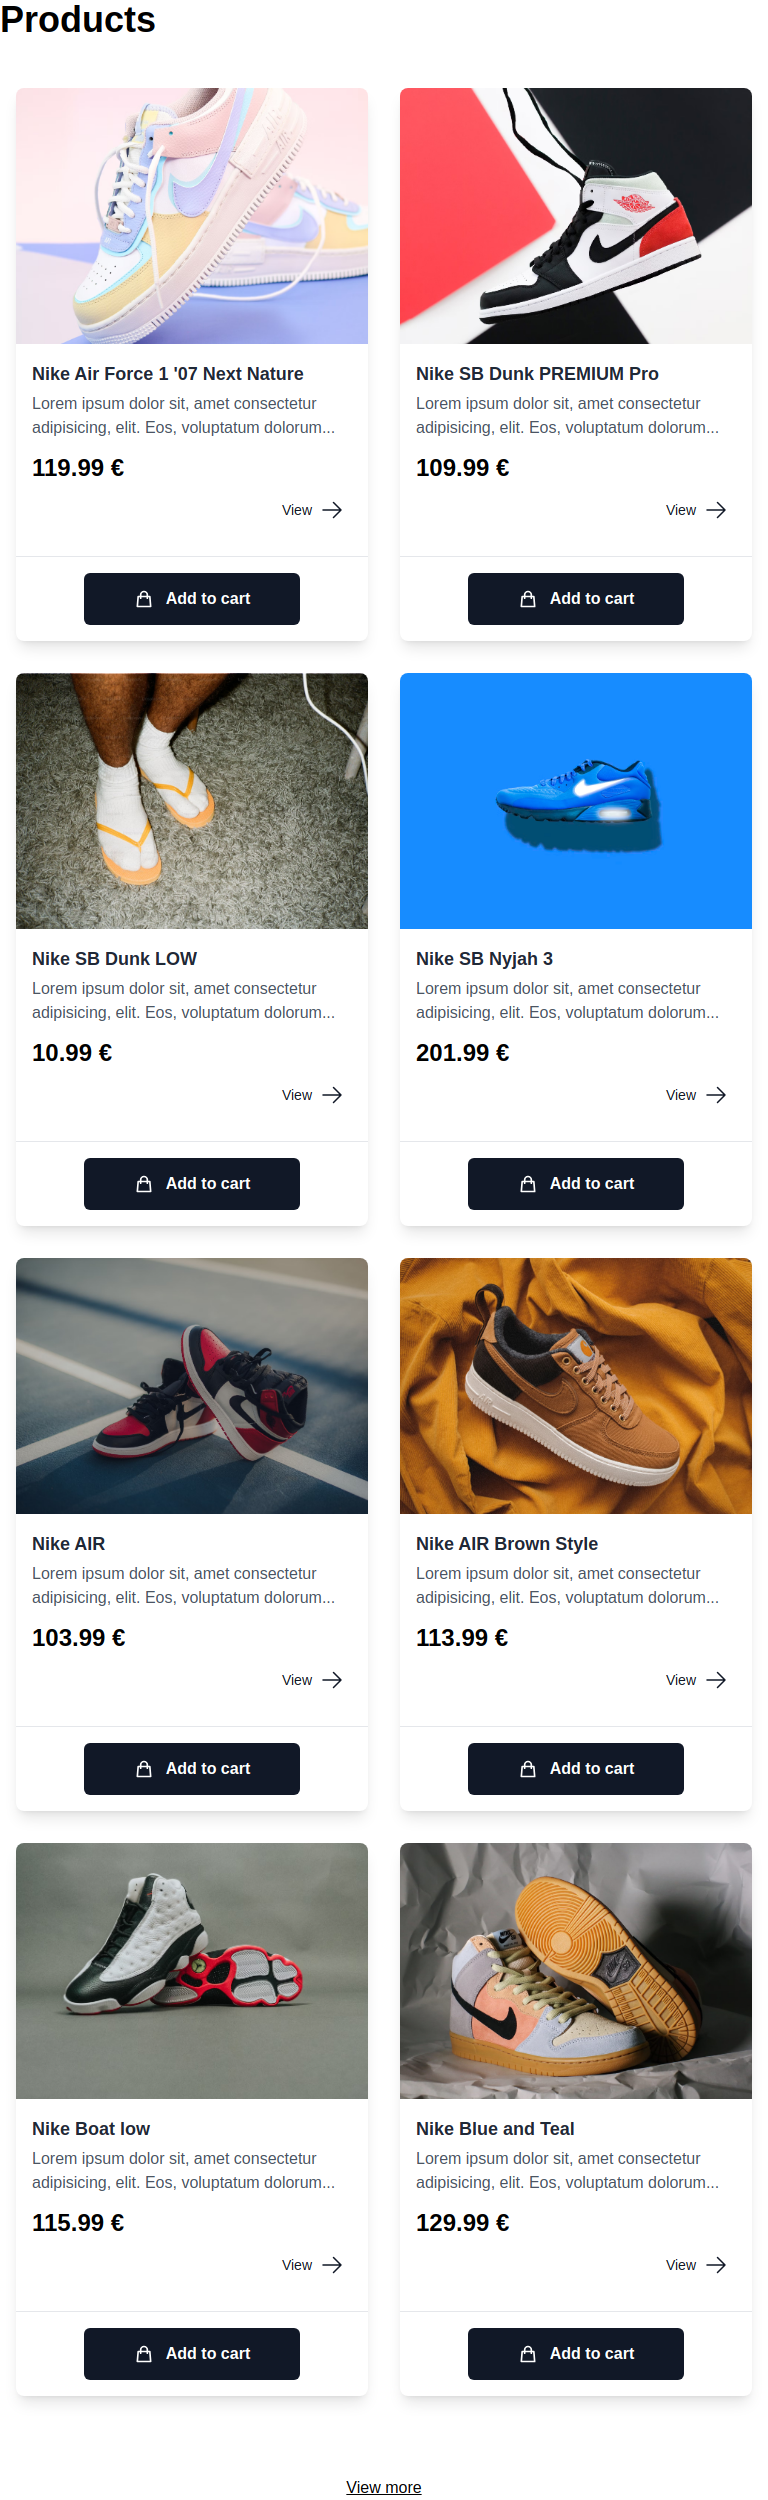 Products
Nike Air Force 1 '07 Next Nature
Lorem ipsum dolor sit, amet consectetur
adipisicing, elit. Eos, voluptatum dolorum...
119.99 €
View
Add to cart
Nike SB Dunk PREMIUM Pro
Lorem ipsum dolor sit, amet consectetur
adipisicing, elit. Eos, voluptatum dolorum...
109.99 €
View
Add to cart
Nike SB Dunk LOW
Lorem ipsum dolor sit, amet consectetur
adipisicing, elit. Eos, voluptatum dolorum...
10.99 €
View
Add to cart
Nike SB Nyjah 3
Lorem ipsum dolor sit, amet consectetur
adipisicing, elit. Eos, voluptatum dolorum...
201.99 €
View
Add to cart
Nike AIR
Lorem ipsum dolor sit, amet consectetur
adipisicing, elit. Eos, voluptatum dolorum...
103.99 €
View
Add to cart
Nike AIR Brown Style
Lorem ipsum dolor sit, amet consectetur
adipisicing, elit. Eos, voluptatum dolorum...
113.99 €
View
Add to cart
Nike Boat low
Lorem ipsum dolor sit, amet consectetur
adipisicing, elit. Eos, voluptatum dolorum...
115.99 €
View
Add to cart
Nike Blue and Teal
Lorem ipsum dolor sit, amet consectetur
adipisicing, elit. Eos, voluptatum dolorum...
129.99 €
View
Add to cart
View more